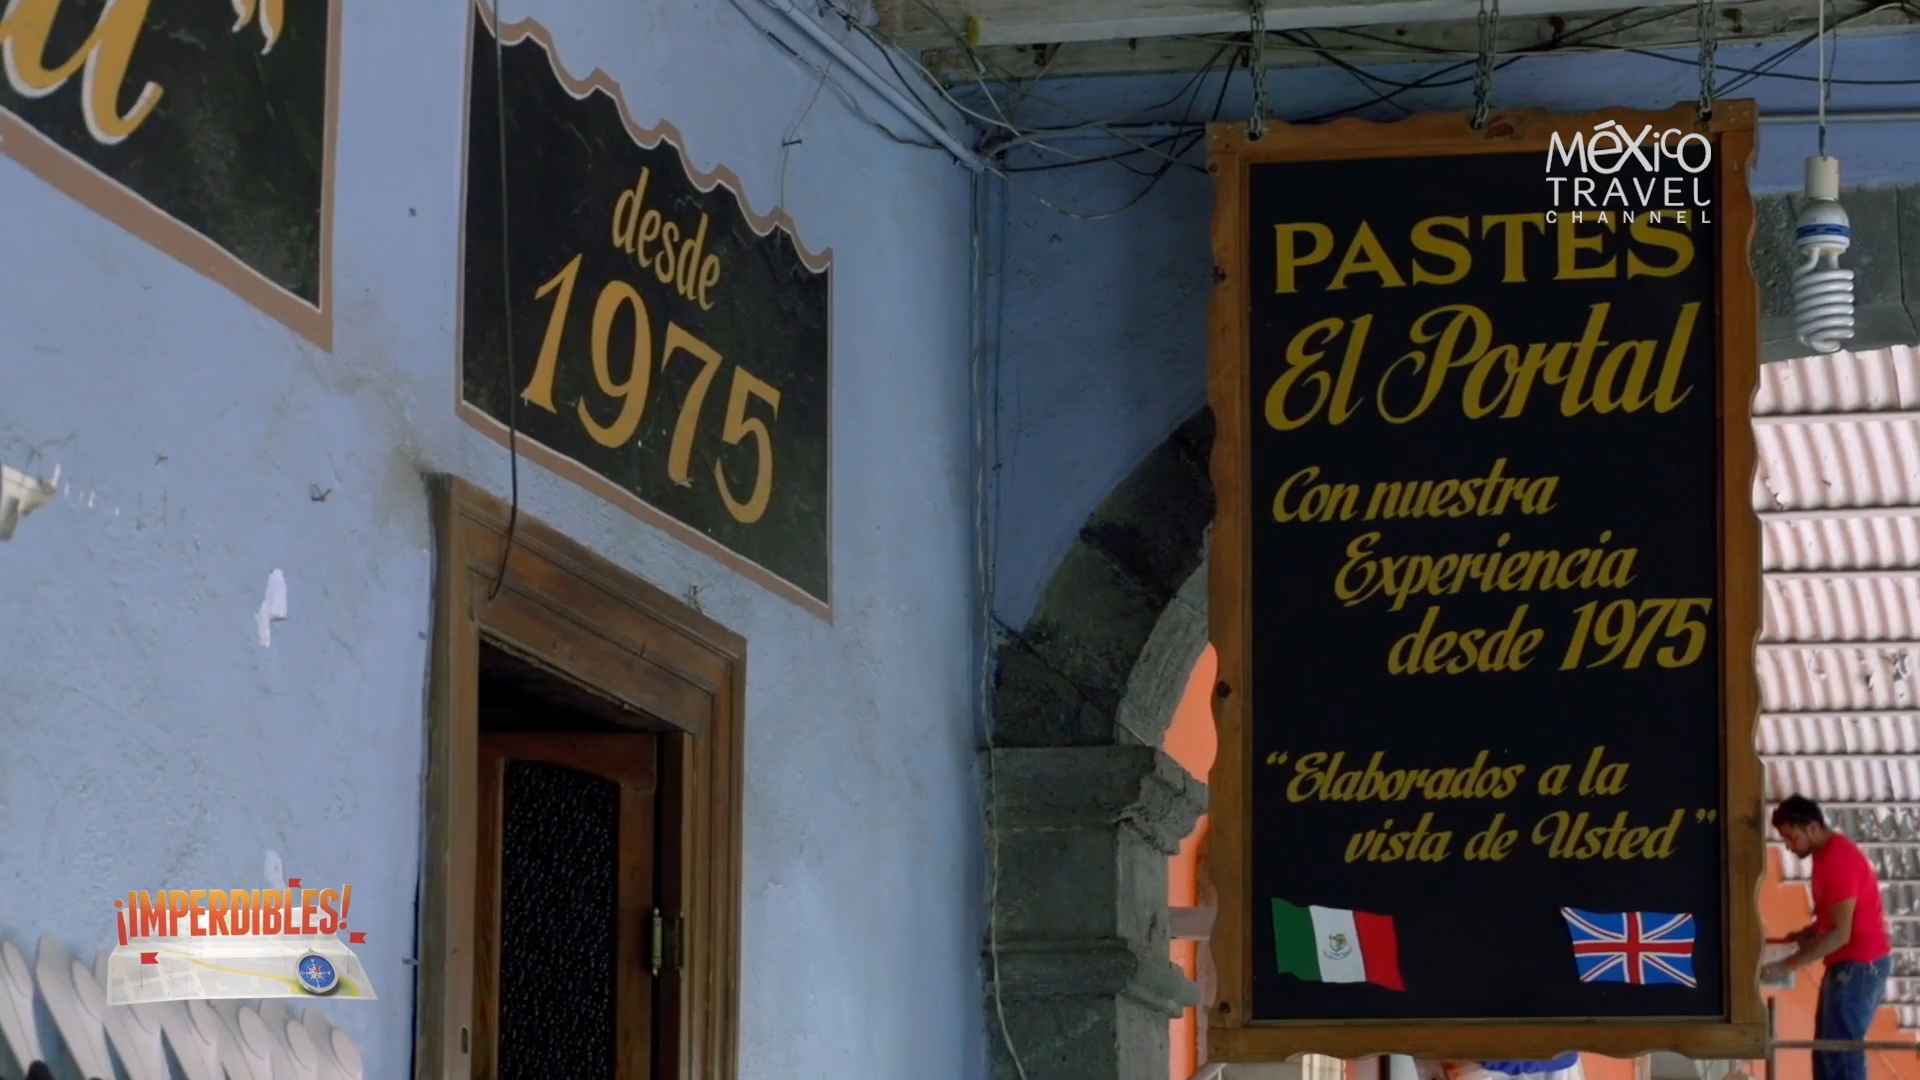 desde
1975
MÉXICO
TRAVEL
CHANNEL
PASTES
El Portal
Con nuestra
Experiencia
desde 1975
"Elaborados a la
vista de Usted"
¡IMPERDIBLES!